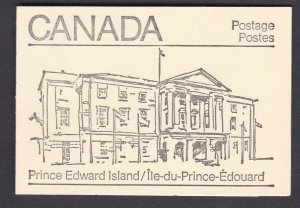 CANADA
Postage
Postes
Prince Edward Island/Île-du-Prince-Édouard